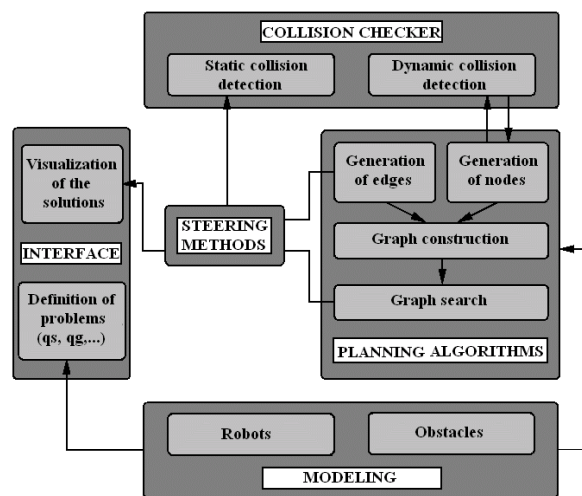 COLLISION CHECKER
Static collision
detection
Dynamic collision
detection
Visualization
of the
solutions
INTERFACE
Definition of
problems
(qs, qg,...)
STEERING
METHODS
Generation
of edges
Generation
of nodes
Graph construction
Graph search
PLANNING ALGORITHMS
Robots
Obstacles
MODELING